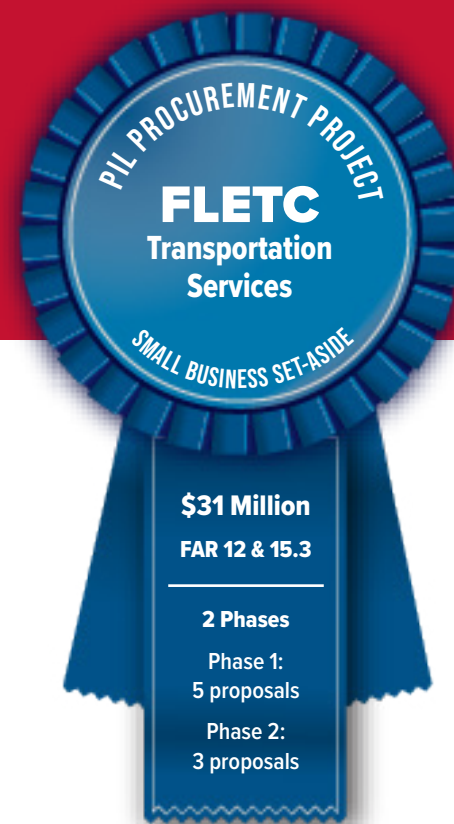 PIL PROCUREMENT PROJECT
FLETC
Transportation
Services
SMALL BUSINESS SET-ASIDE
$31 Million
FAR 12 & 15.3
2 Phases
Phase 1:
5 proposals
Phase 2:
3 proposals